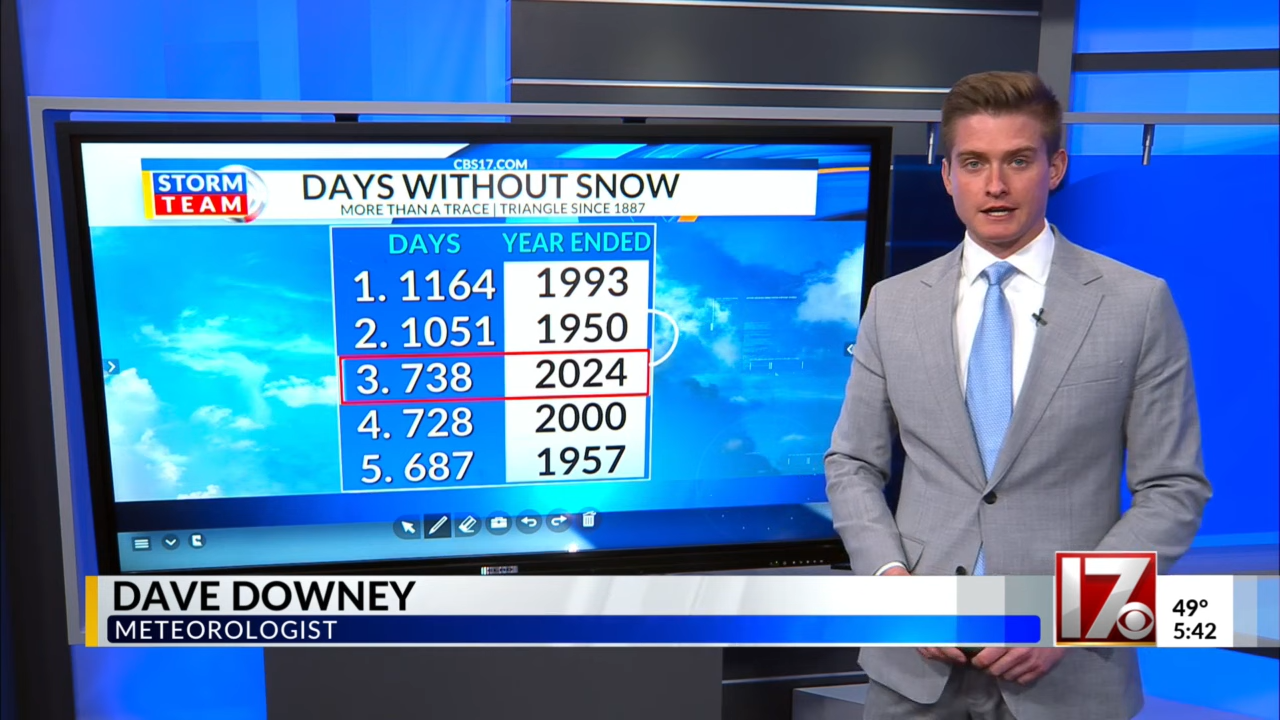 CBS17.COM
STORM
TEAM
DAYS WITHOUT SNOW
MORE THAN A TRACE | TRIANGLE SINCE 1887
DAYS YEAR ENDED
1. 1164 1993
2. 1051 1950
3. 738 2024
4. 728 2000
5. 687 1957
DAVE DOWNEY
METEOROLOGIST
17
49°
5:42